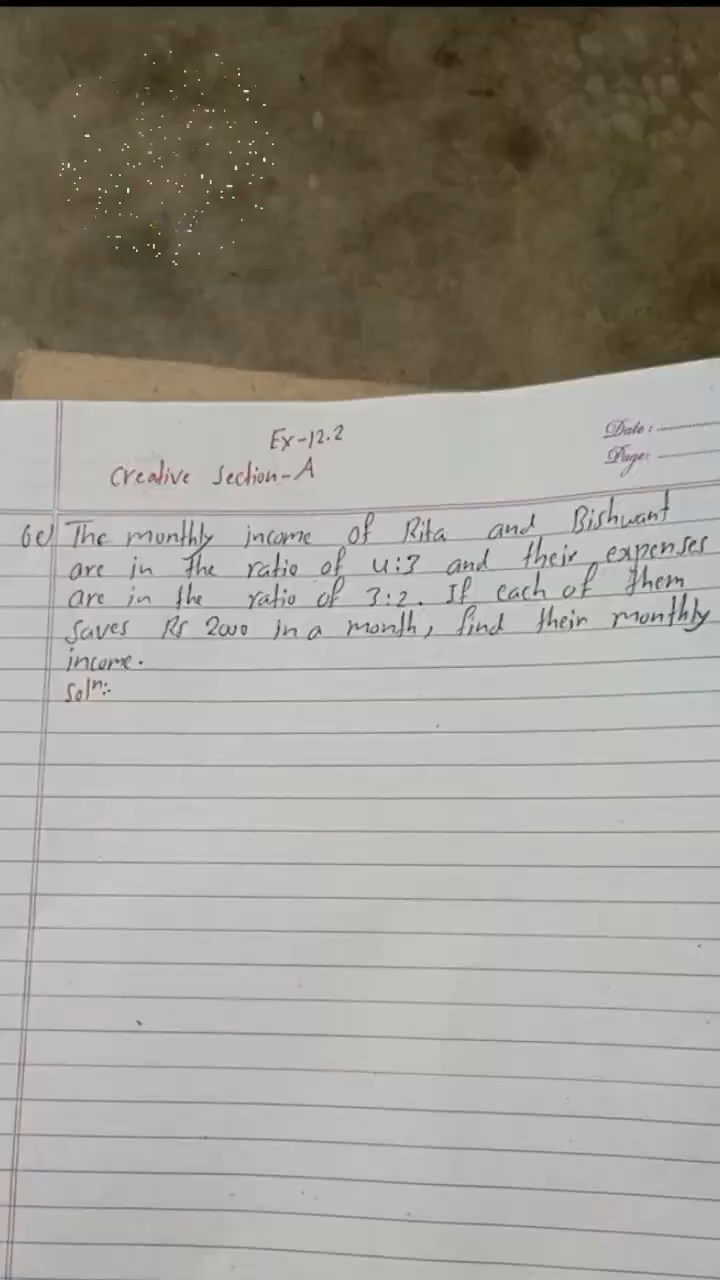 Ex-12.2
Date:
Creative Section-A
Page:
6c) The monthly income of Rita and Bishwant
are in the ratio of 4:3 and their expenses
are in the ratio of 3:2. If each of them
saves Rs 2000 in a month, find their monthly
income.
Solⁿ: